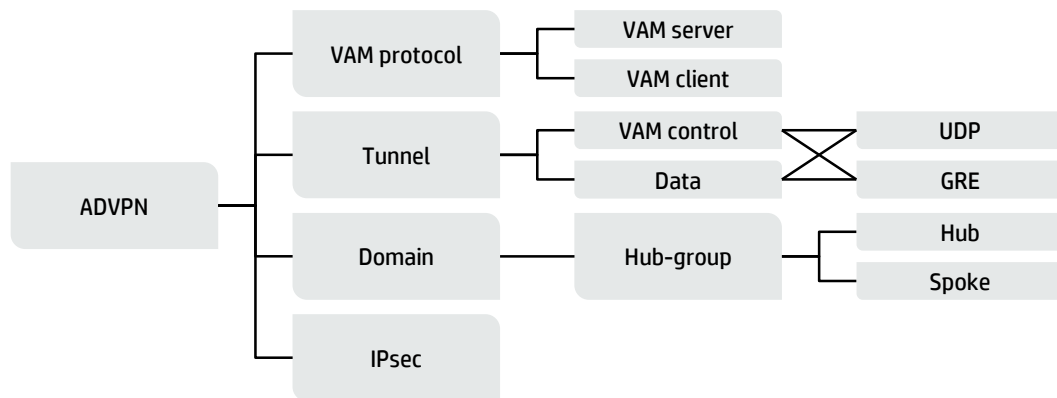 ADVPN
VAM protocol
VAM server
VAM client
Tunnel
VAM control
Data
UDP
GRE
Domain
Hub-group
Hub
Spoke
IPsec